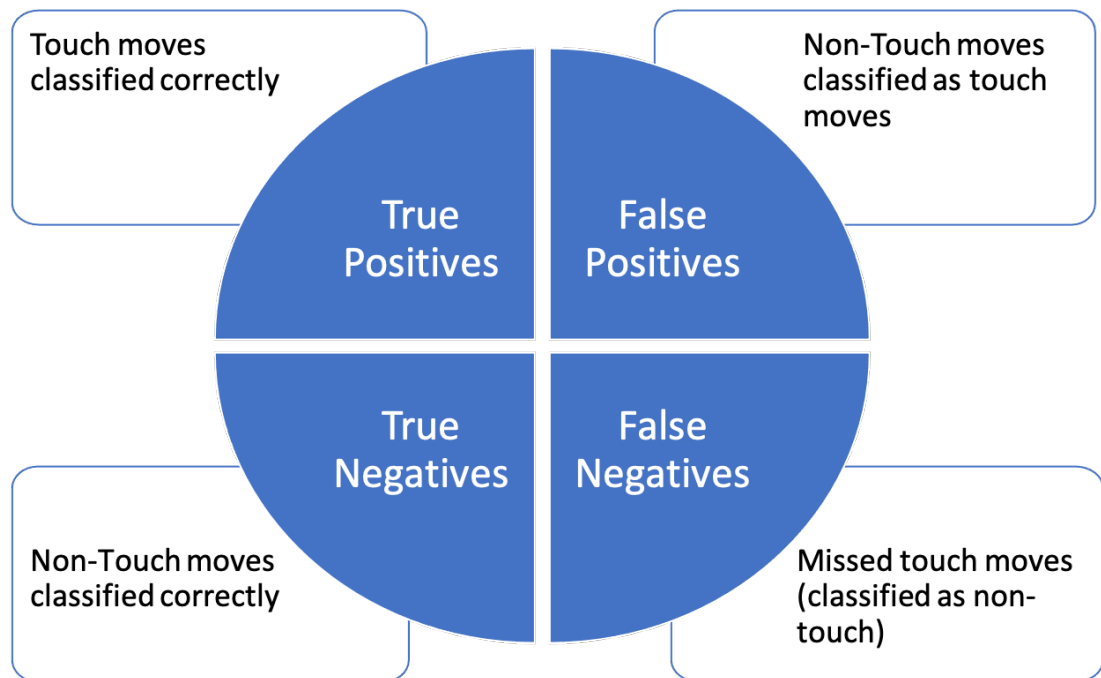 Touch moves
classified correctly
Non-Touch moves
classified as touch
moves
True
Positives
False
Positives
True
Negatives
False
Negatives
Non-Touch moves
classified correctly
Missed touch moves
(classified as non-
touch)